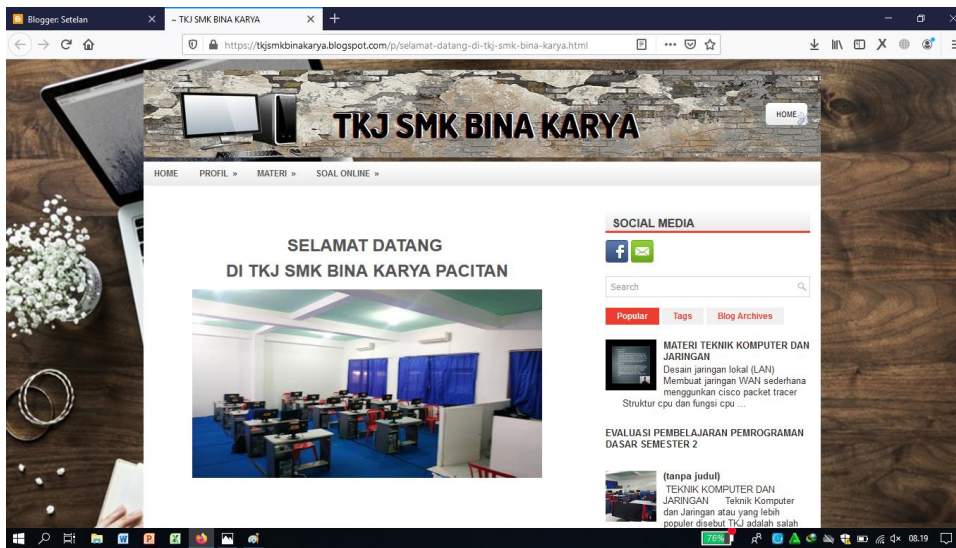 Blogger: Setelan
~ TKJ SMK BINA KARYA
https://tkjsmkbinakarya.blogspot.com/p/selamat-datang-di-tkj-smk-bina-karya.html
TKJ SMK BINA KARYA
HOME
HOME PROFIL » MATERI » SOAL ONLINE »
SELAMAT DATANG
DI TKJ SMK BINA KARYA PACITAN
SOCIAL MEDIA
Search
Popular Tags Blog Archives
MATERI TEKNIK KOMPUTER DAN
JARINGAN
Desain jaringan lokal (LAN)
Membuat jaringan WAN sederhana
menggunkan cisco packet tracer
Struktur cpu dan fungsi cpu ...
EVALUASI PEMBELAJARAN PEMROGRAMAN
DASAR SEMESTER 2
(tanpa judul)
TEKNIK KOMPUTER DAN
JARINGAN Teknik Komputer
dan Jaringan atau yang lebih
populer disebut TKJ adalah salah
76%
08.19